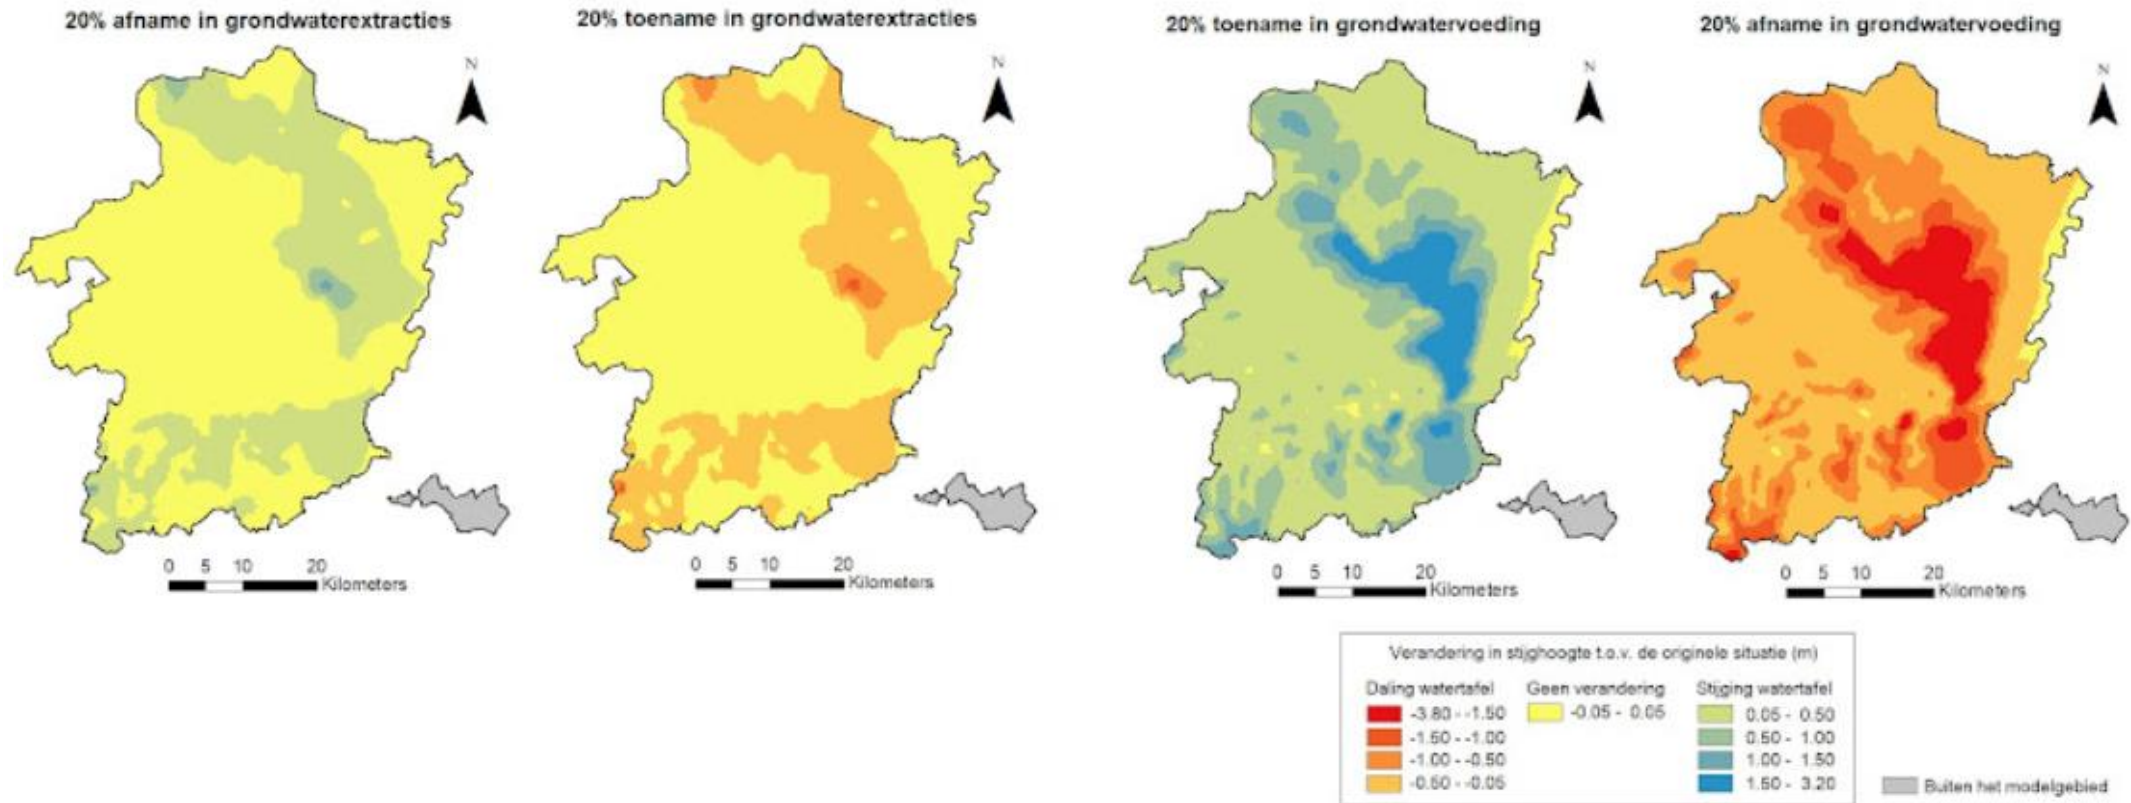 20% afname in grondwaterextracties
20% toename in grondwaterextracties
20% toename in grondwatervoeding
20% afname in grondwatervoeding
N
N
N
N
0 5 10 20
Kilometers
0 5 10 20
Kilometers
0 5 10 20
Kilometers
0 5 10 20
Kilometers
Verandering in stijghoogte t.o.v. de originele situatie (m)
Daling watertafel
-3.80 - -1.50
-1.50 - -1.00
-1.00 - -0.50
-0.50 - -0.05
Geen verandering
-0.05 - 0.05
Stijging watertafel
0.05 - 0.50
0.50 - 1.00
1.00 - 1.50
1.50 - 3.20
Buiten het modelgebied